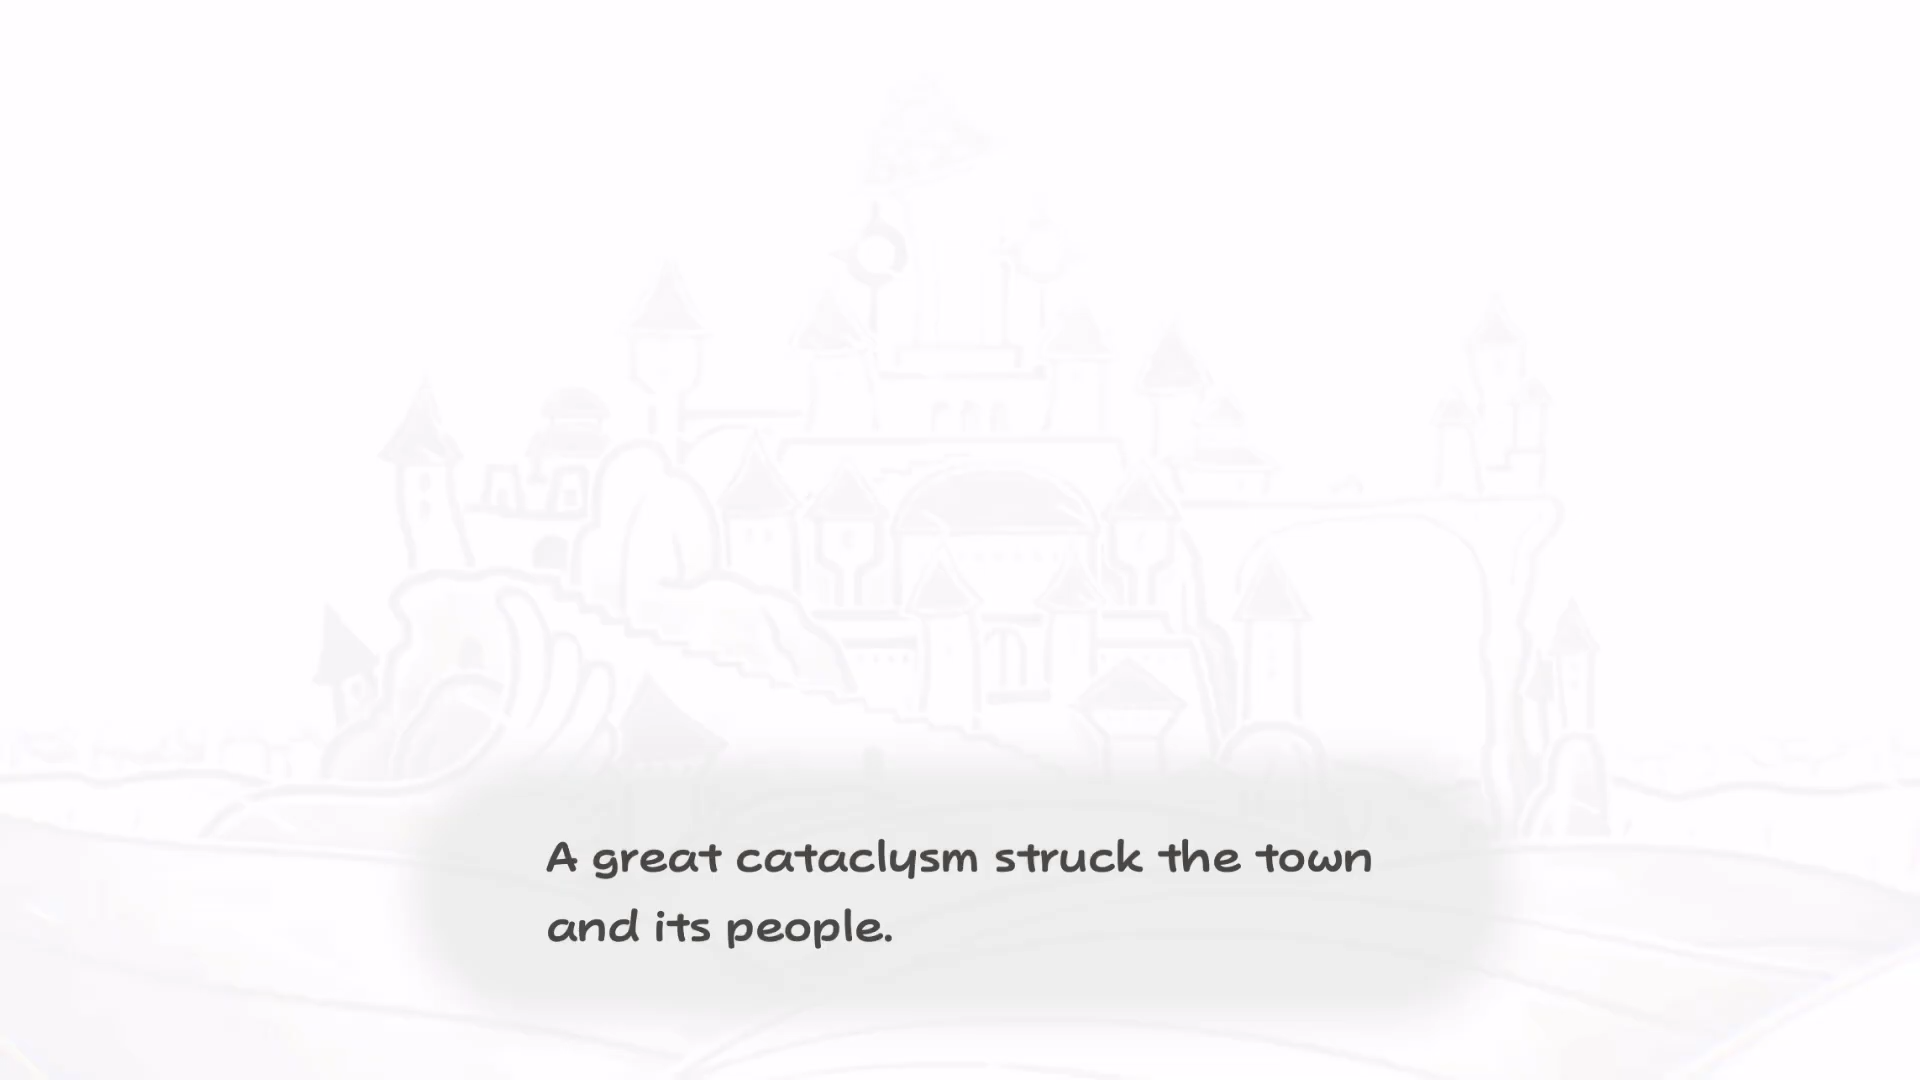 A great cataclysm struck the town
and its people.